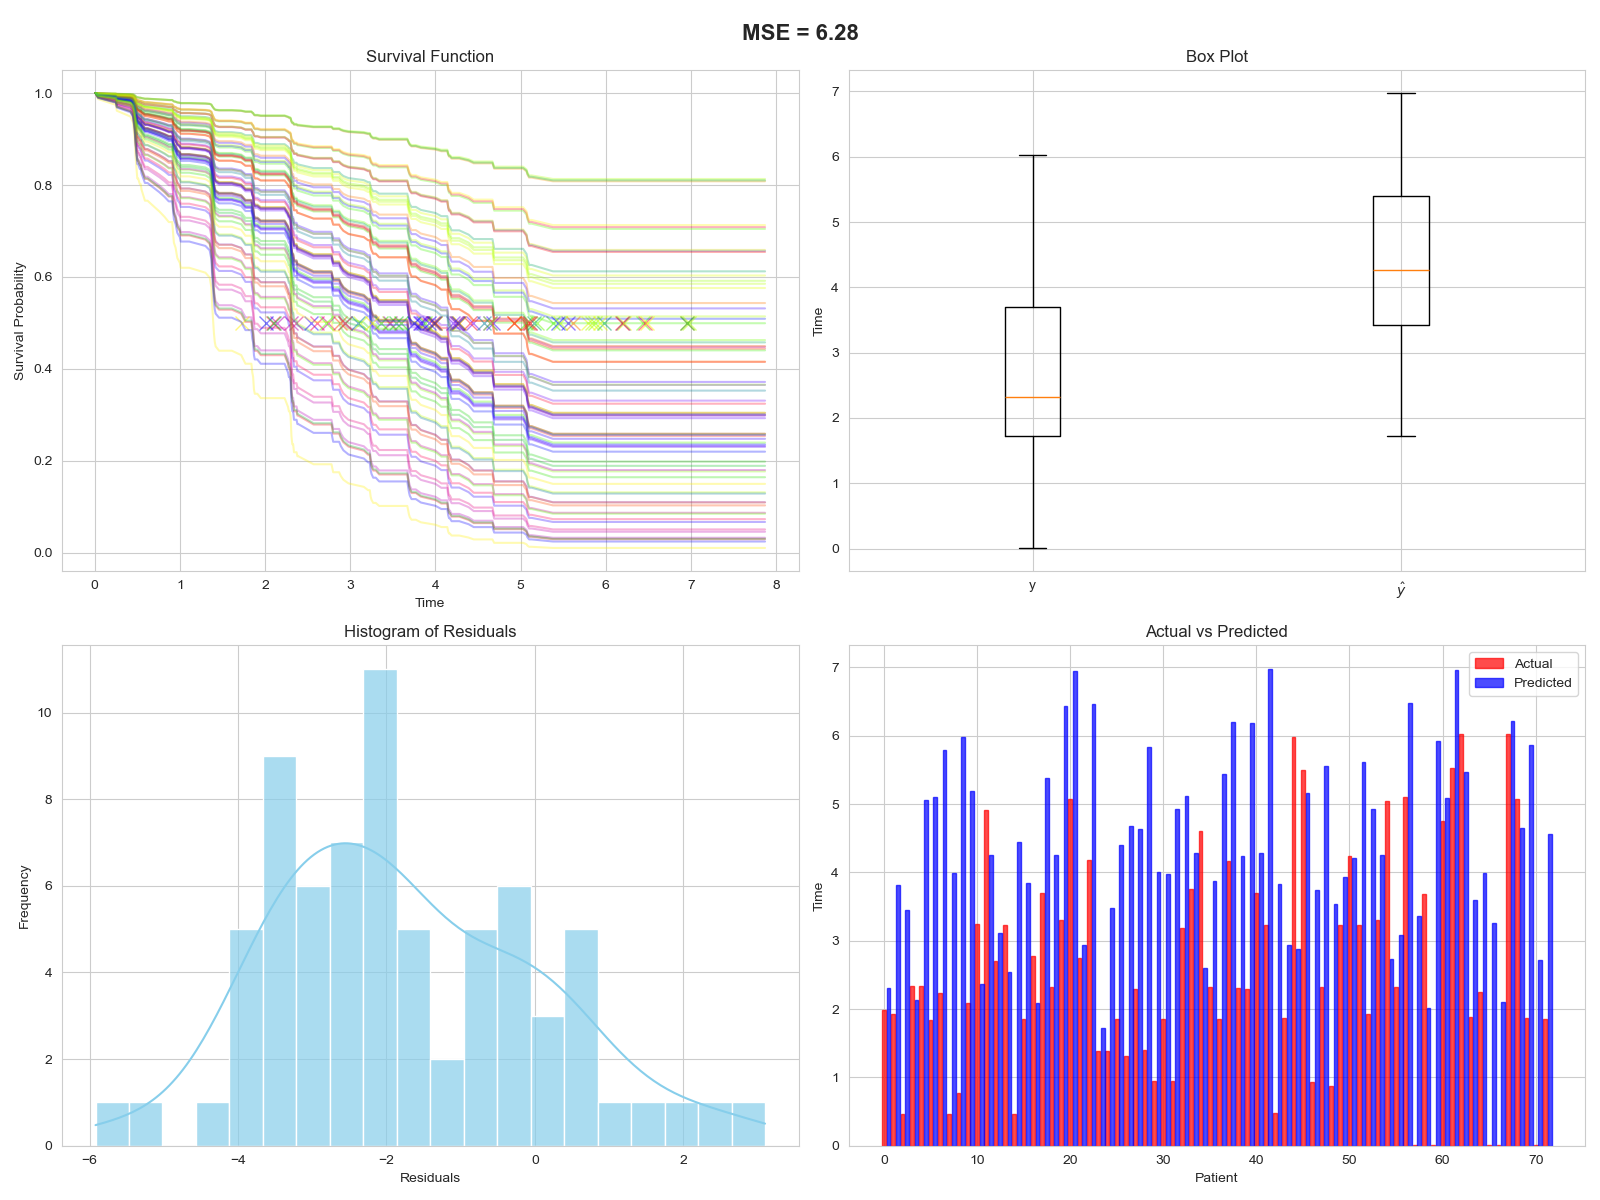 MSE = 6.28
Survival Function
Survival Probability
1.0
0.8
0.6
0.4
0.2
0.0
0 1 2 3 4 5 6 7 8
Time
Box Plot
Time
7
6
5
4
3
2
1
0
y ŷ
Histogram of Residuals
Frequency
10
8
6
4
2
0
−6 −4 −2 0 2
Residuals
Actual vs Predicted
Actual
Predicted
Time
7
6
5
4
3
2
1
0
0 10 20 30 40 50 60 70
Patient